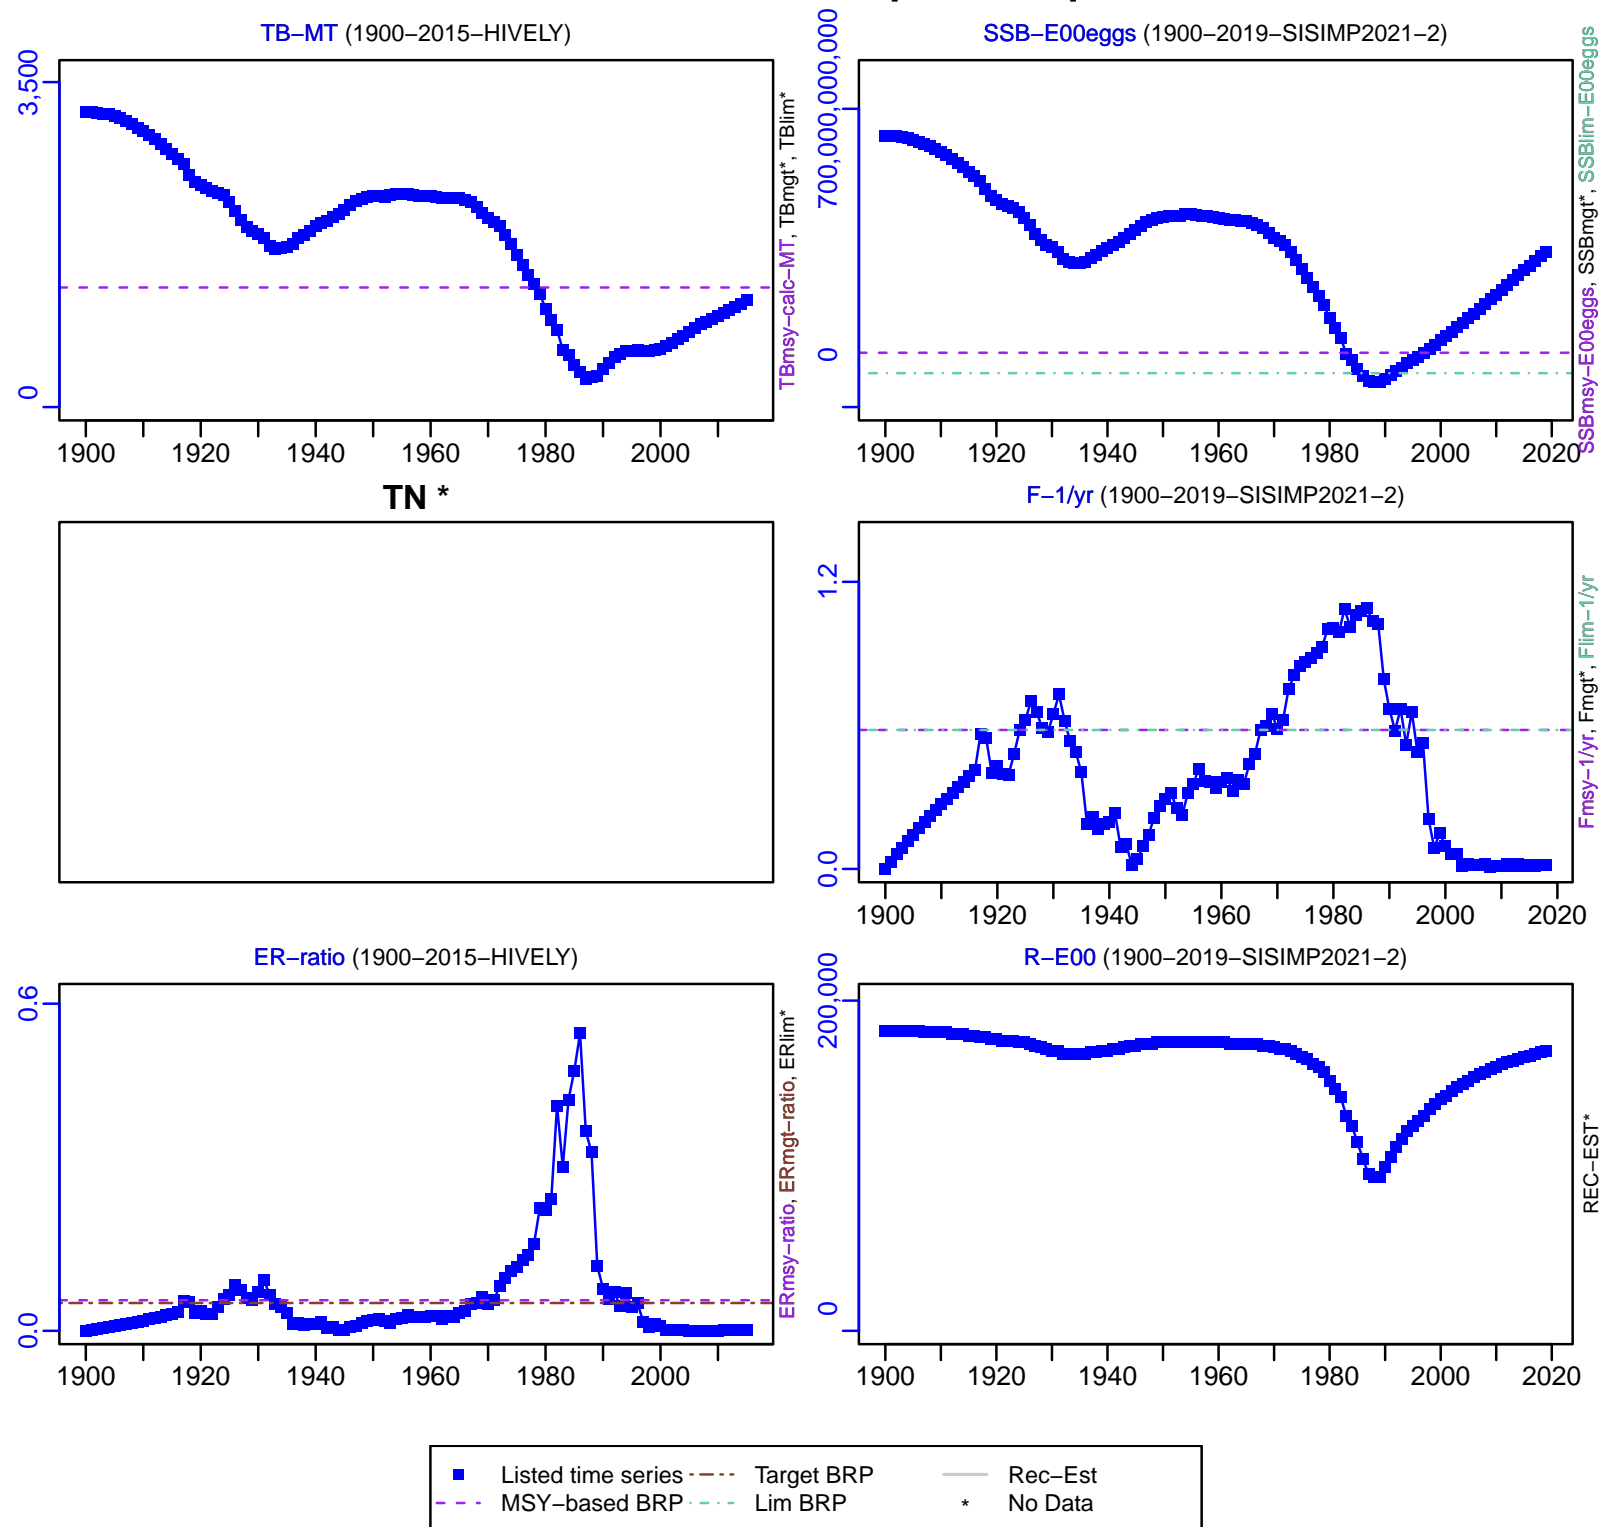 TB−MT (1900−2015−HIVELY)
3,500
0
TBmsy−calc−MT, TBmgt*, TBlim*
1900 1920 1940 1960 1980 2000
SSB−E00eggs (1900−2019−SISIMP2021−2)
700,000,000
0
SSBmsy−E00eggs, SSBmgt*, SSBlim−E00eggs
1900 1920 1940 1960 1980 2000 2020
TN *
F−1/yr (1900−2019−SISIMP2021−2)
1.2
0.0
Fmsy−1/yr, Fmgt*, Flim−1/yr
1900 1920 1940 1960 1980 2000 2020
ER−ratio (1900−2015−HIVELY)
0.6
0.0
ERmsy−ratio, ERmgt−ratio, ERlim*
1900 1920 1940 1960 1980 2000
R−E00 (1900−2019−SISIMP2021−2)
200,000
0
REC−EST*
1900 1920 1940 1960 1980 2000 2020
Listed time series Target BRP Rec−Est
MSY−based BRP Lim BRP * No Data